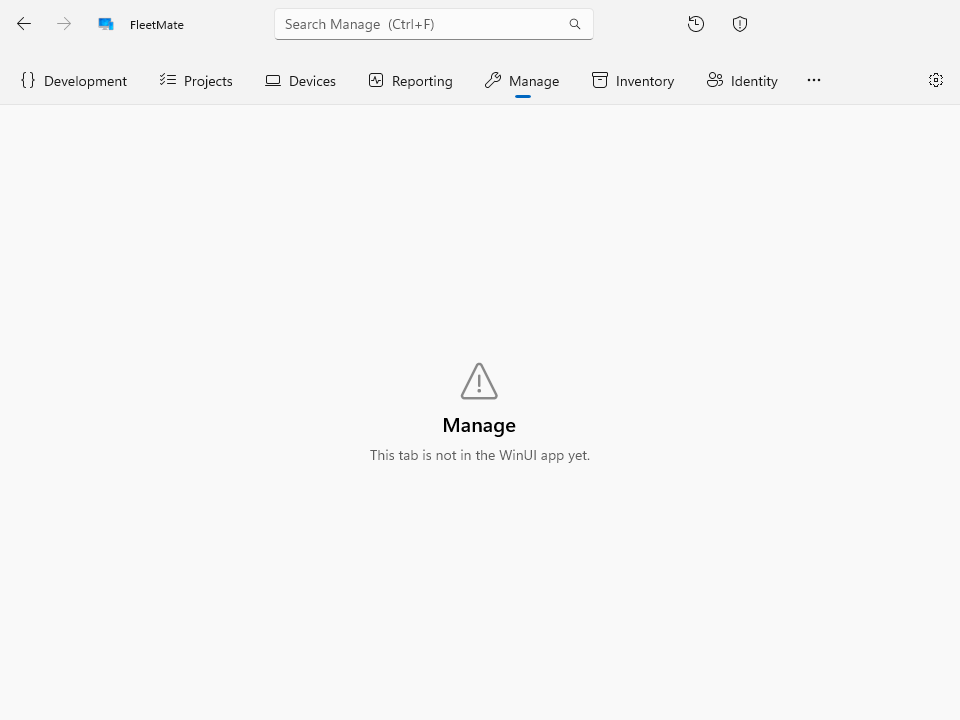 FleetMate
Search Manage (Ctrl+F)
Development
Projects
Devices
Reporting
Manage
Inventory
Identity
Manage
This tab is not in the WinUI app yet.